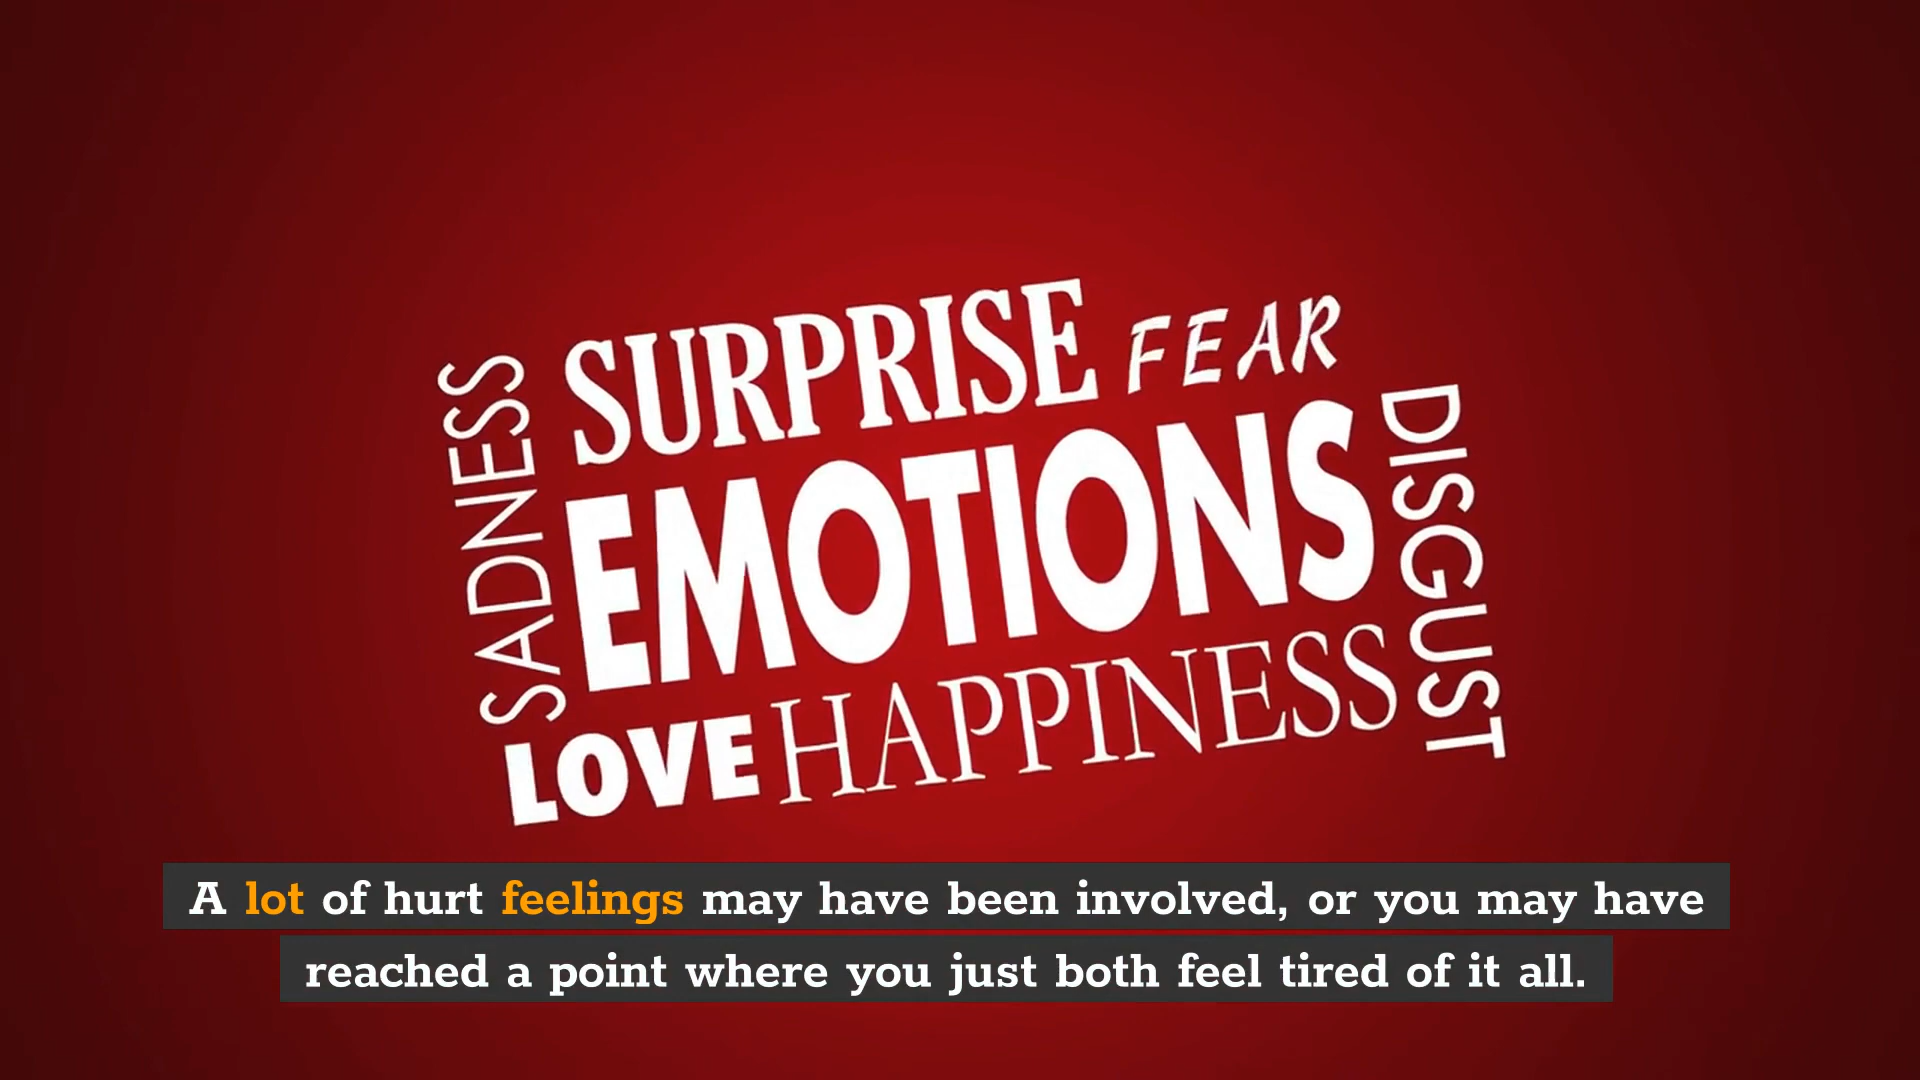 SADNESS
SURPRISE
FEAR
EMOTIONS
DISGUST
LOVE
HAPPINESS
A lot of hurt feelings may have been involved, or you may have
reached a point where you just both feel tired of it all.